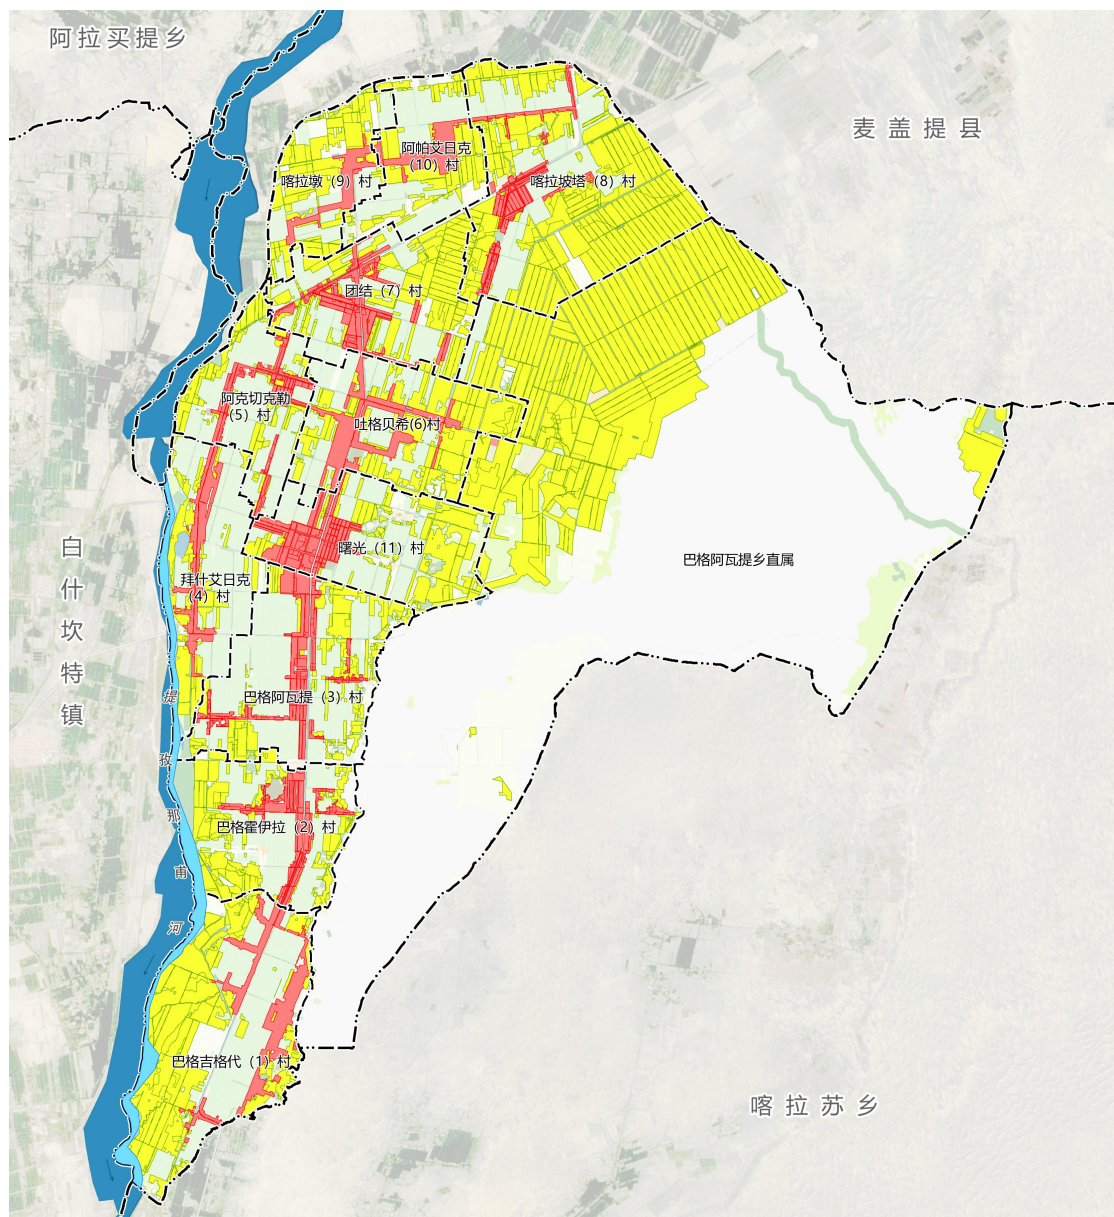 阿拉买提乡
麦盖提县
阿帕艾日克
（10）村
喀拉墩（9）村
喀拉坡塔（8）村
团结（7）村
阿克切克勒
（5）村
吐格贝希(6)村
曙光（11）村
巴格阿瓦提乡直属
白什坎特镇
拜什艾日克
（4）村
巴格阿瓦提（3）村
提孜那甫河
巴格霍伊拉（2）村
巴格吉格代（1）村
喀拉苏乡